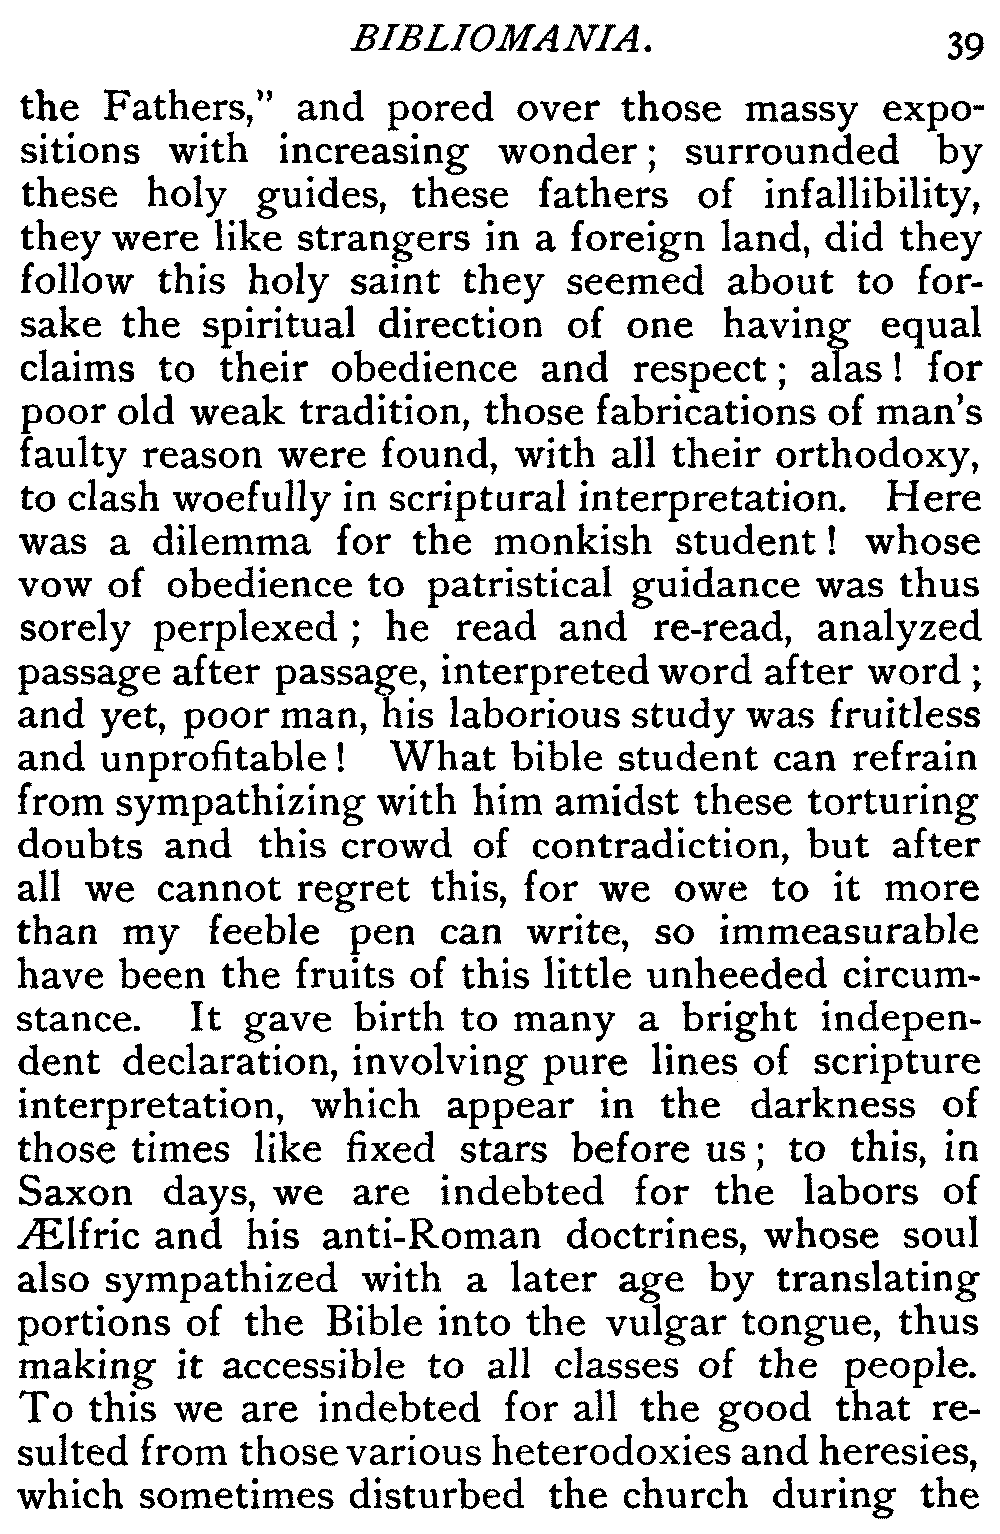 BIBLIOMANIA. 39
the Fathers,” and pored over those massy expo-
sitions with increasing wonder ; surrounded by
these holy guides, these fathers of infallibility,
they were like strangers in a foreign land, did they
follow this holy saint they seemed about to for-
sake the spiritual direction of one having equal
claims to their obedience and respect ; alas ! for
poor old weak tradition, those fabrications of man's
faulty reason were found, with all their orthodoxy,
to clash woefully in scriptural interpretation. Here
was a dilemma for the monkish student ! whose
vow of obedience to patristical guidance was thus
sorely perplexed ; he read and re-read, analyzed
passage after passage, interpreted word after word ;
and yet, poor man, his laborious study was fruitless
and unprofitable ! What bible student can refrain
from sympathizing with him amidst these torturing
doubts and this crowd of contradiction, but after
all we cannot regret this, for we owe to it more
than my feeble pen can write, so immeasurable
have been the fruits of this little unheeded circum-
stance. It gave birth to many a bright indepen-
dent declaration, involving pure lines of scripture
interpretation, which appear in the darkness of
those times like fixed stars before us ; to this, in
Saxon days, we are indebted for the labors of
Ælfric and his anti-Roman doctrines, whose soul
also sympathized with a later age by translating
portions of the Bible into the vulgar tongue, thus
making it accessible to all classes of the people.
To this we are indebted for all the good that re-
sulted from those various heterodoxies and heresies,
which sometimes disturbed the church during the